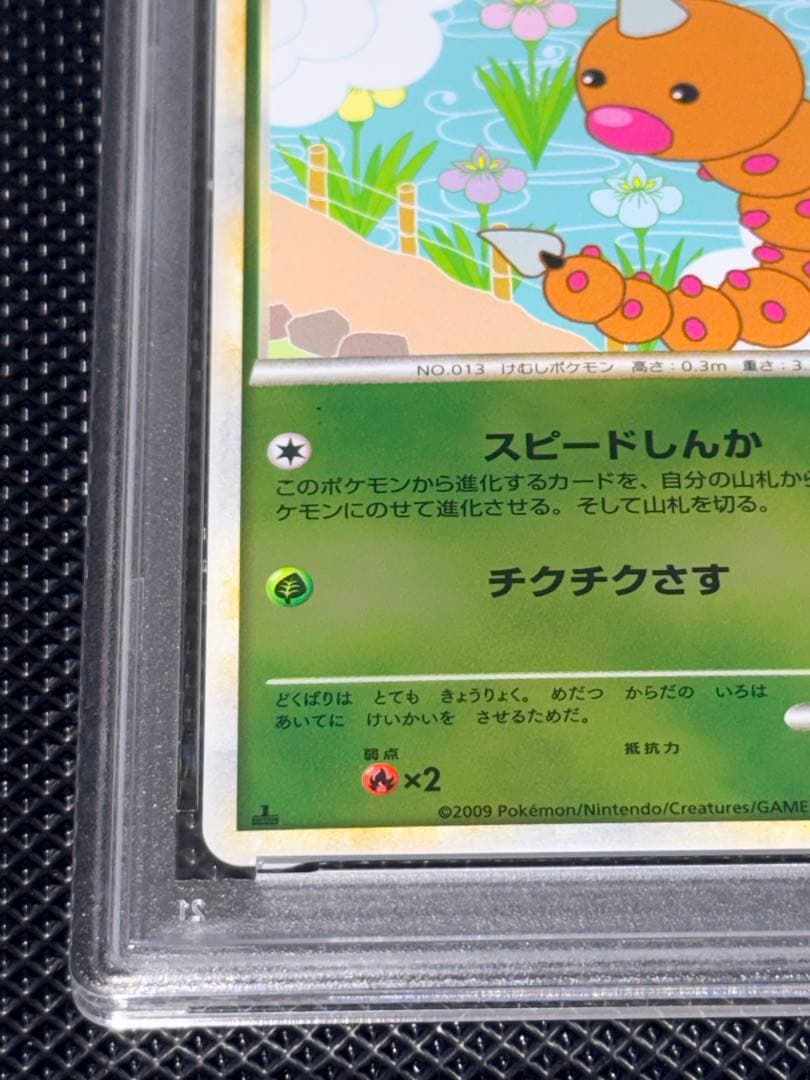 NO.013 けむしポケモン 高さ:0.3m 重さ:3.
スピードしんか
このポケモンから進化するカードを、自分の山札から
ケモンにのせて進化させる。そして山札を切る。
チクチクさす
どくばりは とても きょうりょく。 めだつ からだの いろは
あいてに けいかいを させるためだ。
弱点 抵抗力
×2
1 EDITION
©2009 Pokémon/Nintendo/Creatures/GAME
21